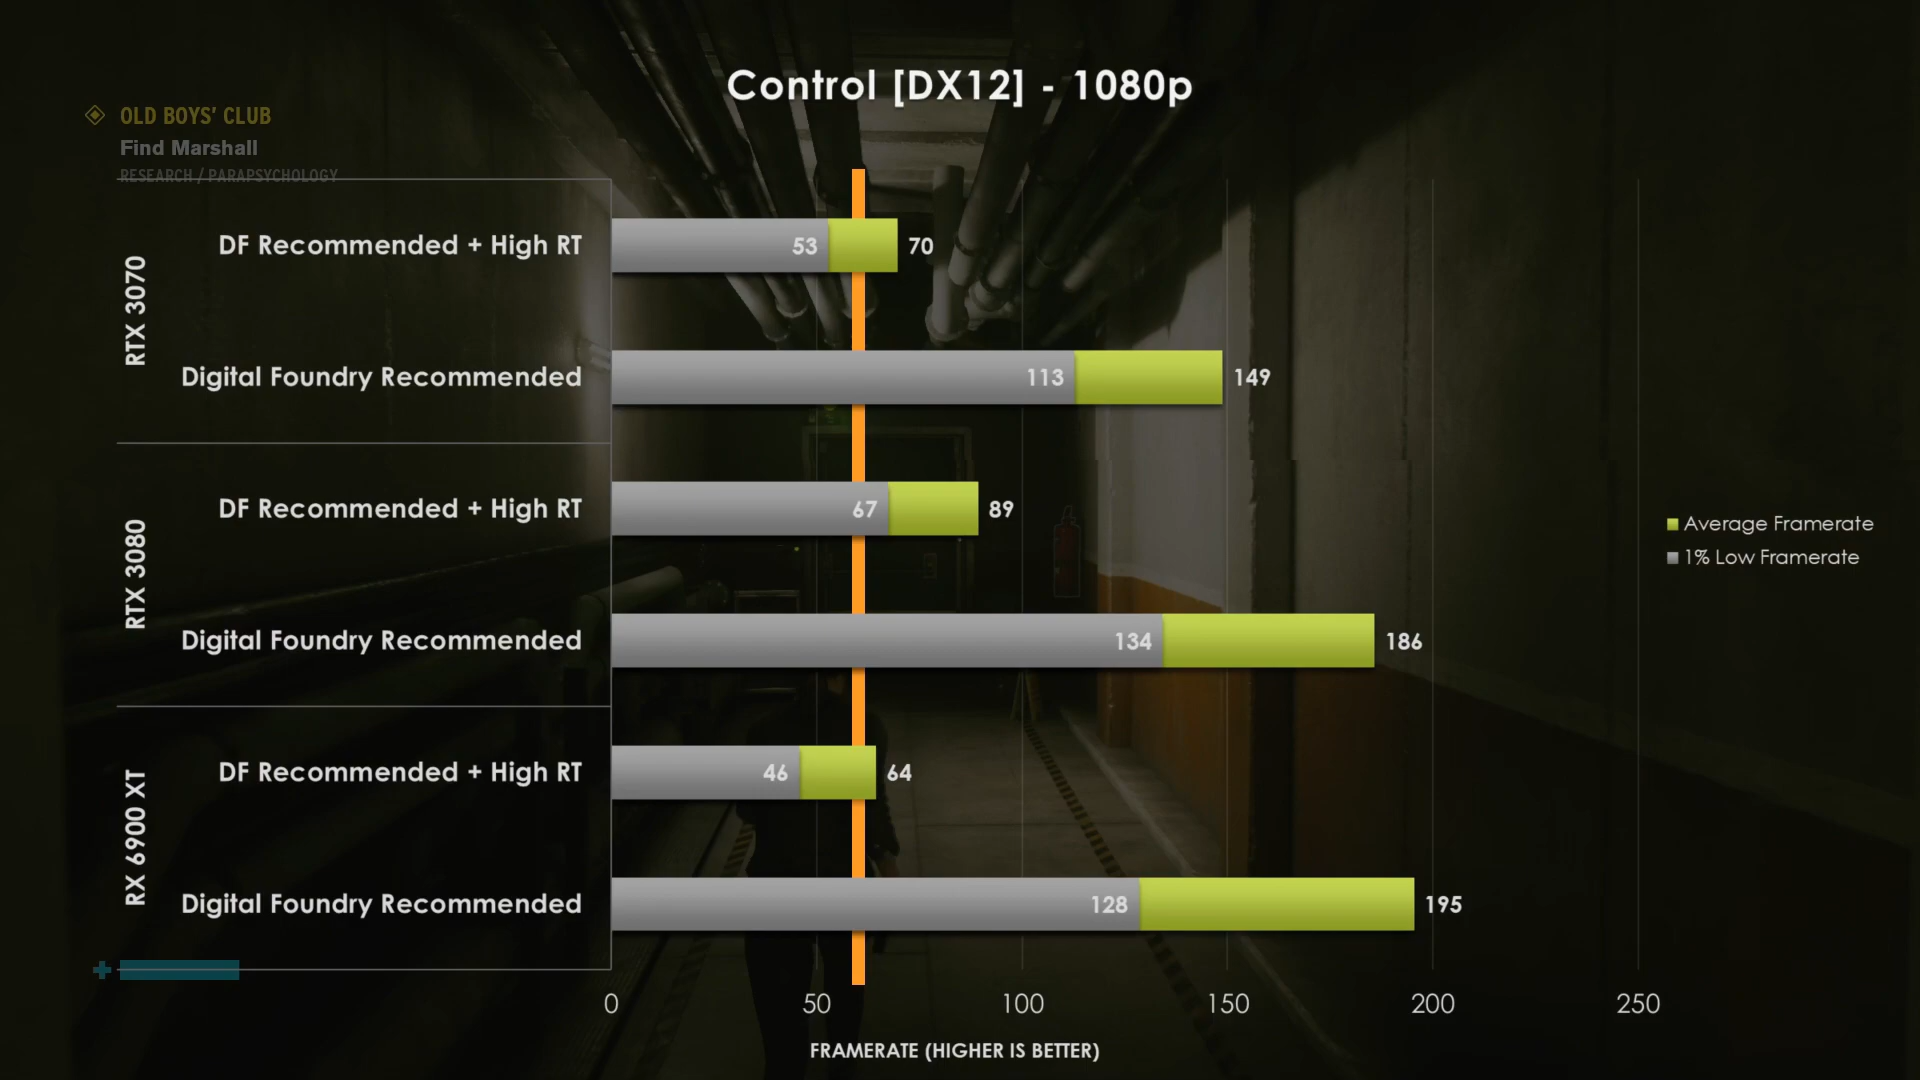 Control [DX12] - 1080p
OLD BOYS' CLUB
Find Marshall
RESEARCH / PARAPSYCHOLOGY
RTX 3070
DF Recommended + High RT
53
70
Digital Foundry Recommended
113
149
RTX 3080
DF Recommended + High RT
67
89
Digital Foundry Recommended
134
186
RX 6900 XT
DF Recommended + High RT
46
64
Digital Foundry Recommended
128
195
Average Framerate
1% Low Framerate
0 50 100 150 200 250
FRAMERATE (HIGHER IS BETTER)